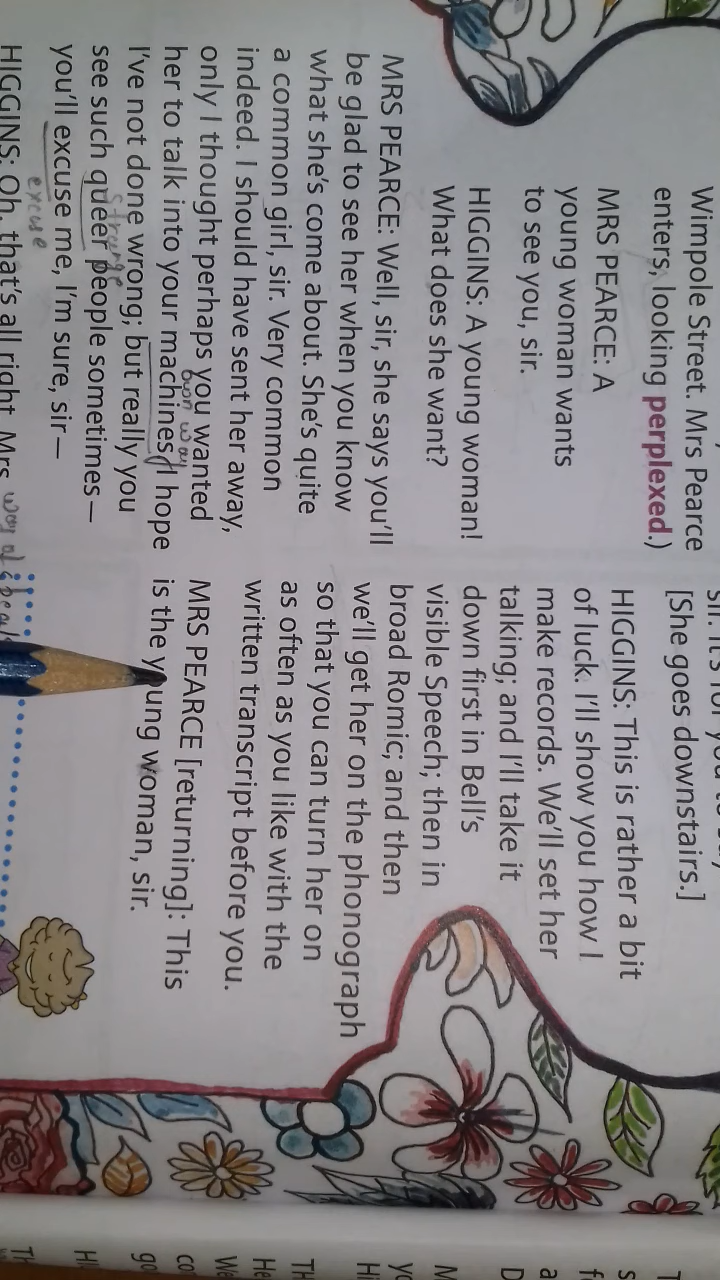 Wimpole Street. Mrs Pearce
enters, looking perplexed.)
MRS PEARCE: A
young woman wants
to see you, sir.
HIGGINS: A young woman!
What does she want?
MRS PEARCE: Well, sir, she says you'll
be glad to see her when you know
what she's come about. She's quite
a common girl, sir. Very common
indeed. I should have sent her away,
only I thought perhaps you wanted
own way
her to talk into your machines; I hope
I've not done wrong; but really you
strange
see such queer people sometimes—
you'll excuse me, I'm sure, sir—
excuse
HIGGINS: Oh, that's all right, Mrs
way of
[She goes downstairs.]
HIGGINS: This is rather a bit
of luck. I'll show you how I
make records. We'll set her
talking; and I'll take it
down first in Bell's
visible Speech; then in
broad Romic; and then
we'll get her on the phonograph
so that you can turn her on
as often as you like with the
written transcript before you.
MRS PEARCE [returning]: This
is the young woman, sir.